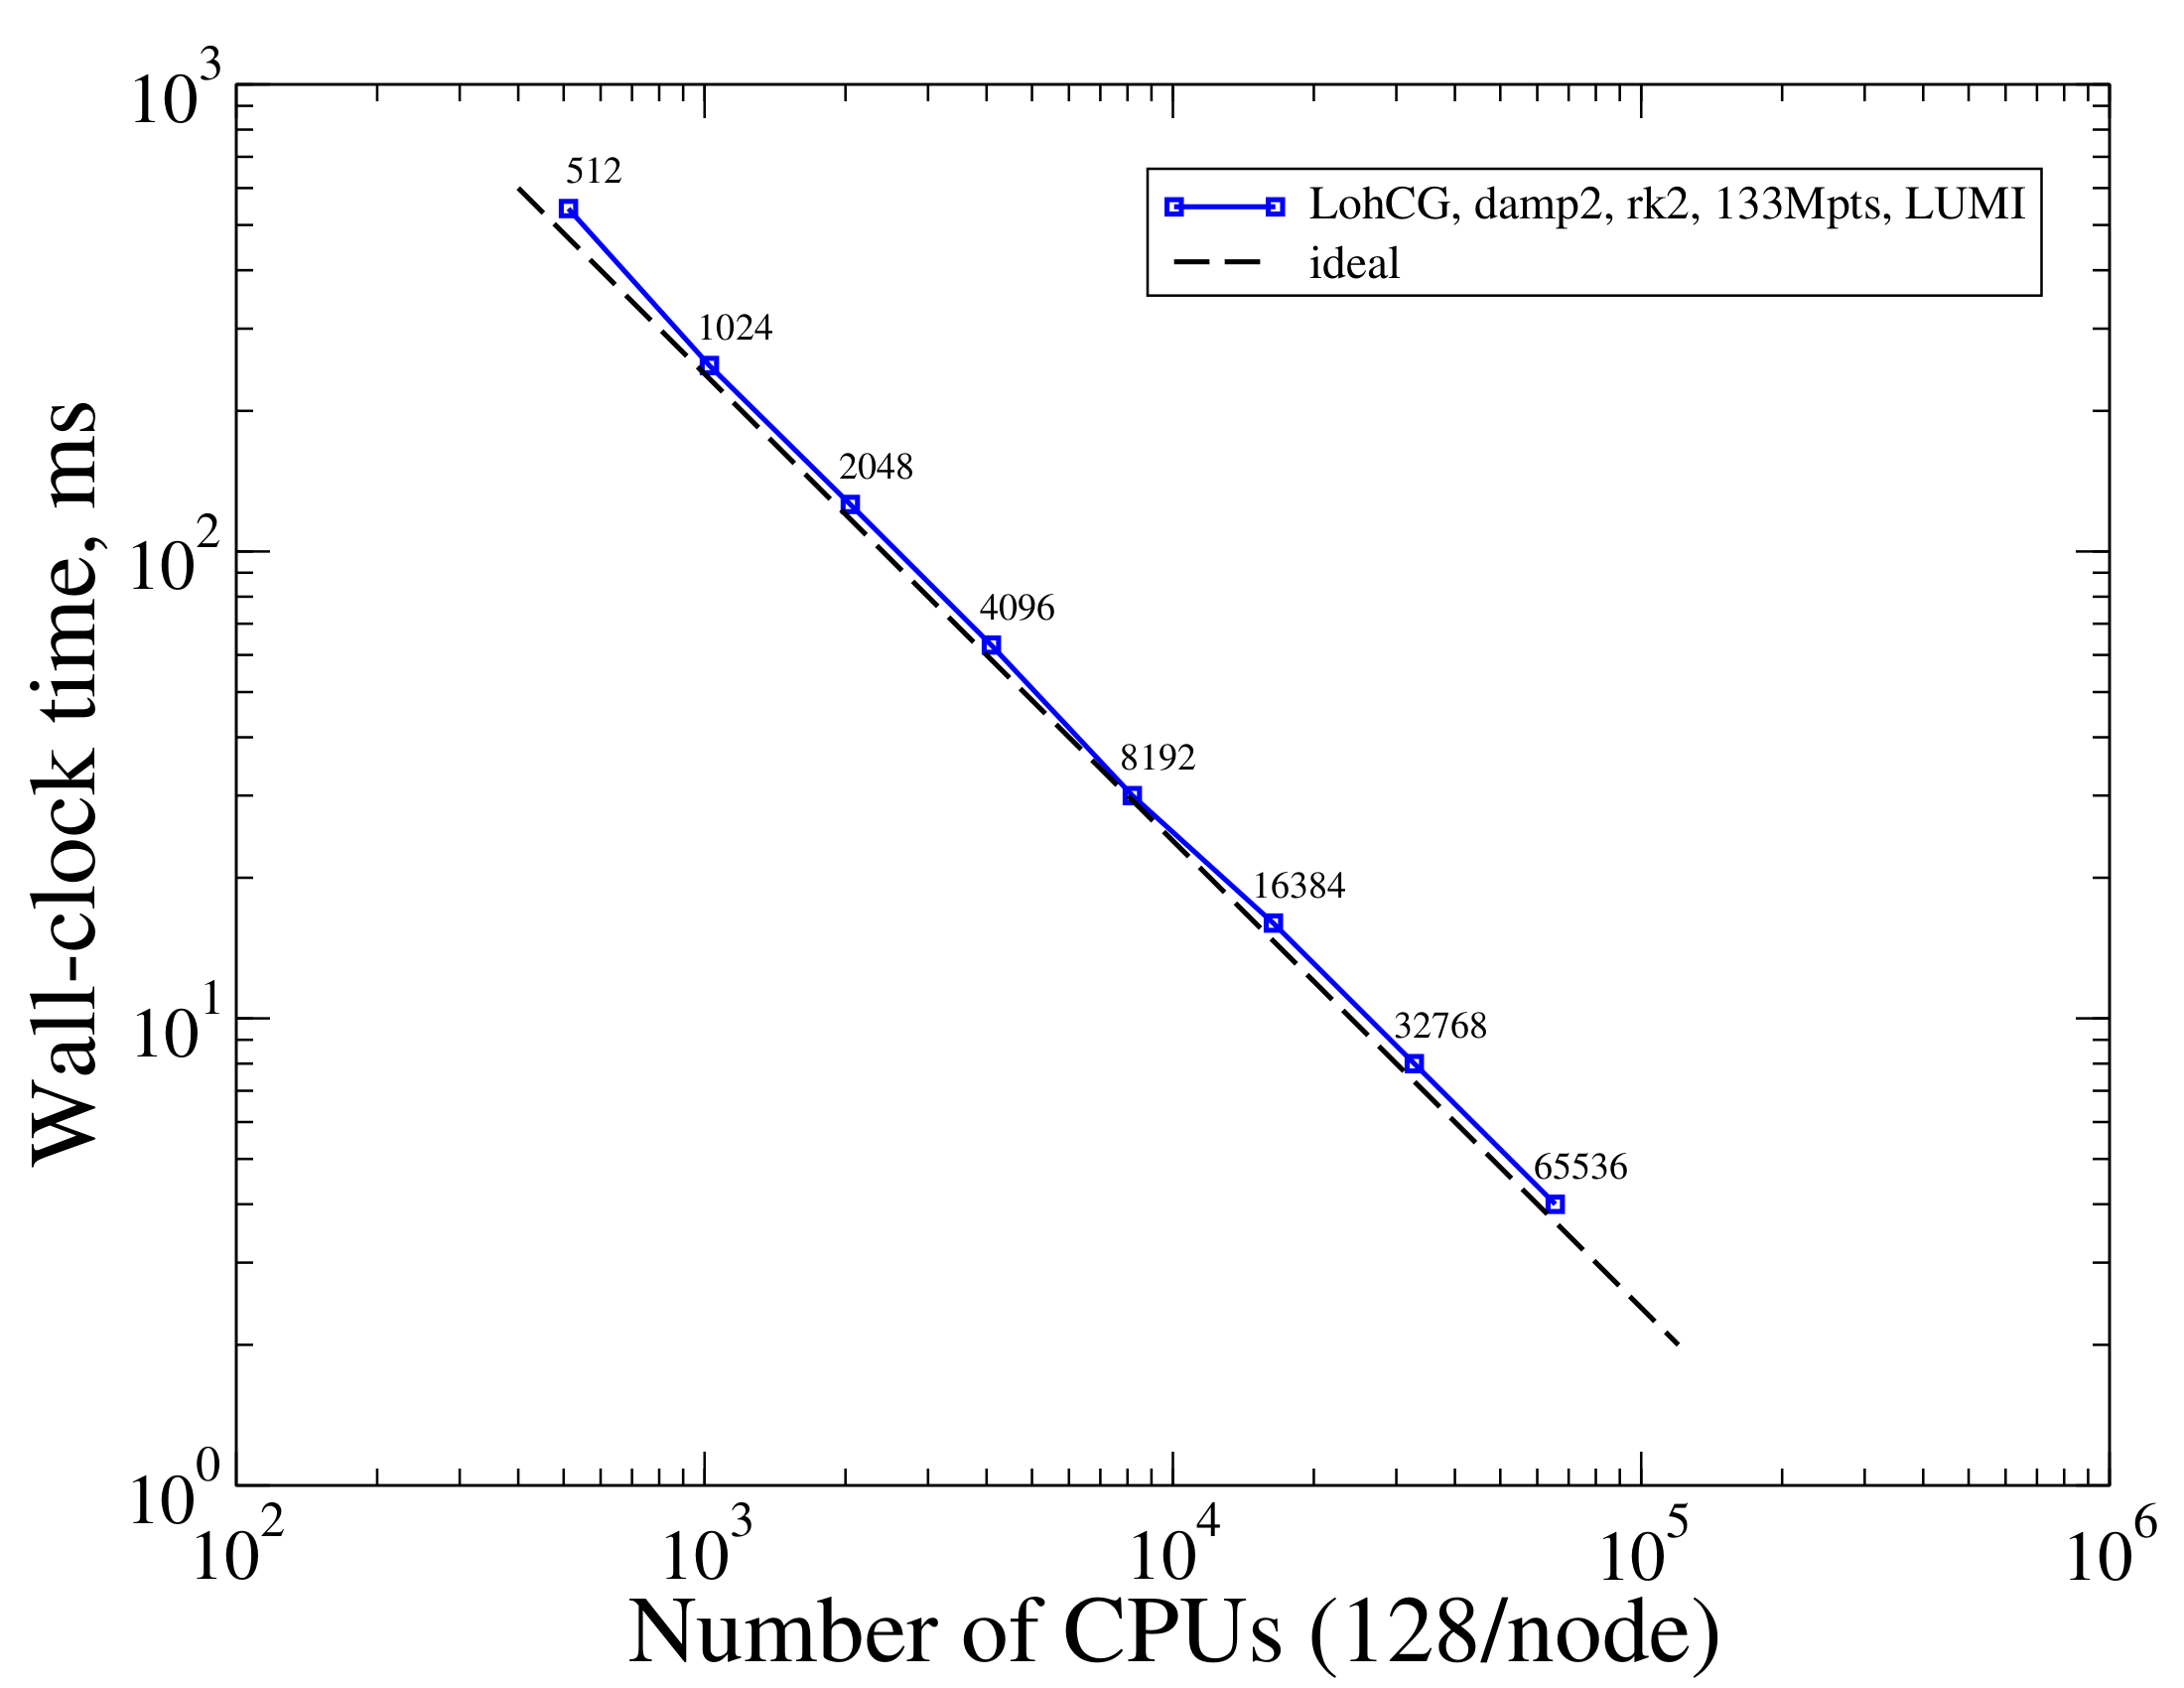 10^3
512
LohCG, damp2, rk2, 133Mpts, LUMI
ideal
1024
2048
10^2
4096
8192
16384
10^1
32768
65536
10^0
Wall-clock time, ms
10^2 10^3 10^4 10^5 10^6
Number of CPUs (128/node)